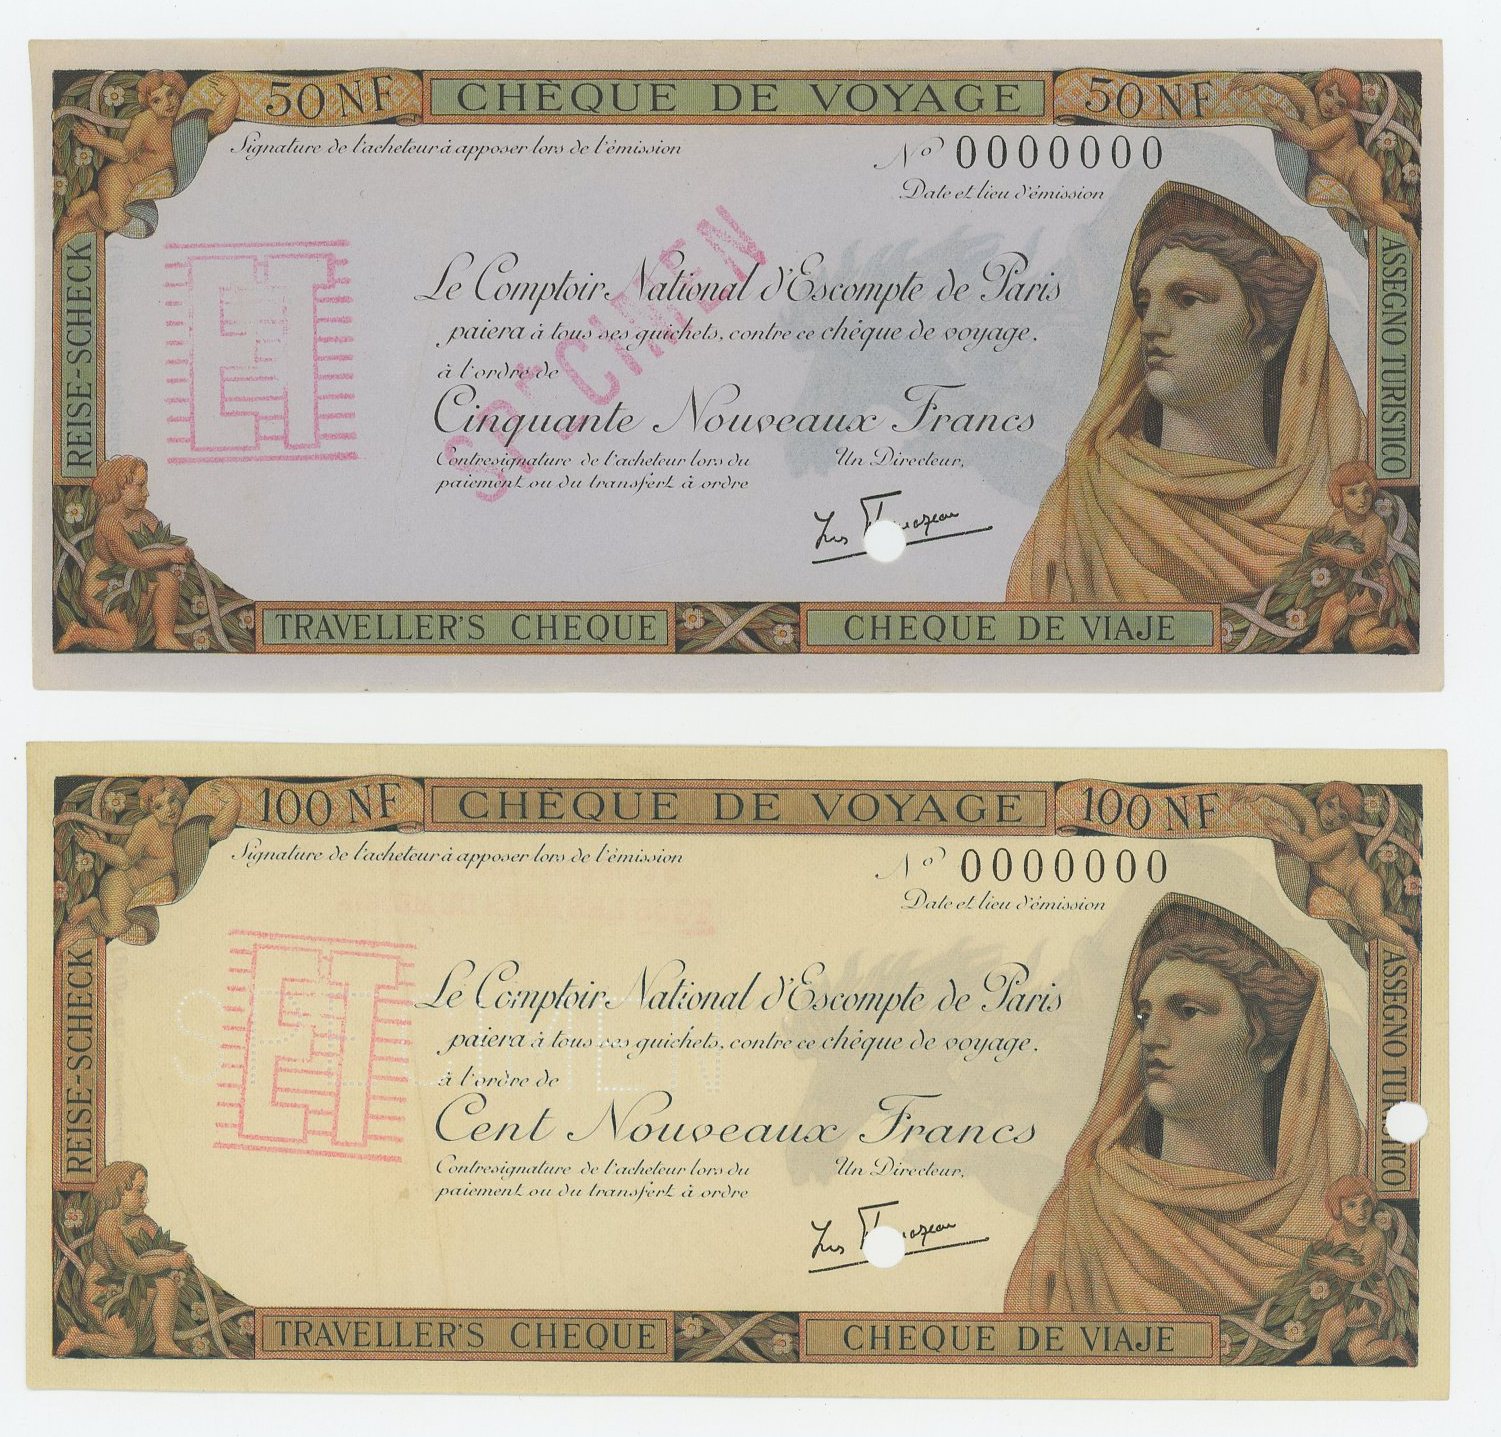 50 NF CHÈQUE DE VOYAGE 50 NF
Signature de l'acheteur à apposer lors de l'émission
No 0000000
Date et lieu d'émission
REISE-SCHECK
ASSEGNO TURISTICO
SPECIMEN
Le Comptoir National d'Escompte de Paris
paiera à tous ses guichets, contre ce chèque de voyage,
à l'ordre de
Cinquante Nouveaux Francs
Contresignature de l'acheteur lors du
paiement ou du transfert à ordre
Un Directeur,
TRAVELLER'S CHEQUE
CHEQUE DE VIAJE
100 NF CHÈQUE DE VOYAGE 100 NF
Signature de l'acheteur à apposer lors de l'émission
No 0000000
Date et lieu d'émission
REISE-SCHECK
ASSEGNO TURISTICO
SPECIMEN
Le Comptoir National d'Escompte de Paris
paiera à tous ses guichets, contre ce chèque de voyage,
à l'ordre de
Cent Nouveaux Francs
Contresignature de l'acheteur lors du
paiement ou du transfert à ordre
Un Directeur,
TRAVELLER'S CHEQUE
CHEQUE DE VIAJE